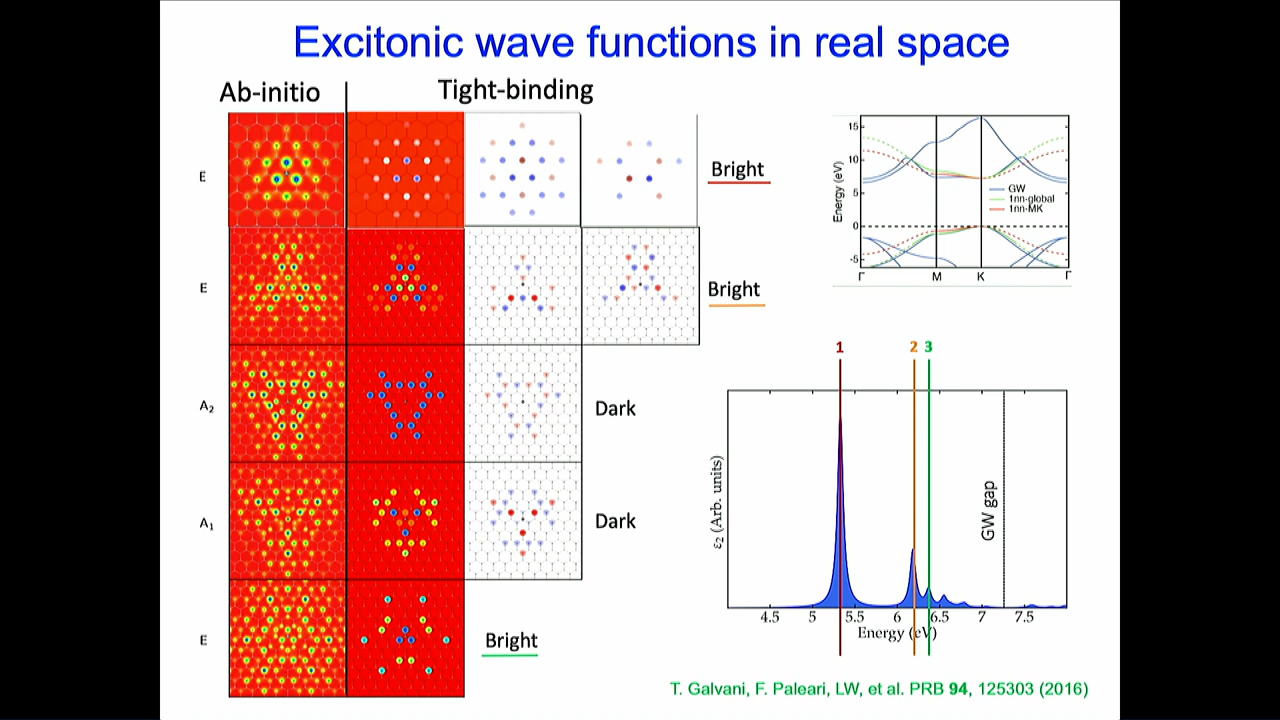 Excitonic wave functions in real space
Ab-initio
Tight-binding
E
Bright
E
Bright
A₂
Dark
A₁
Dark
E
Bright
Energy (eV)
15
10
5
0
-5
GW
1nn-global
1nn-MK
Γ M K Γ
1 2 3
ε₂ (Arb. units)
GW gap
4.5 5 5.5 6 6.5 7 7.5
Energy (eV)
T. Galvani, F. Paleari, LW, et al. PRB 94, 125303 (2016)